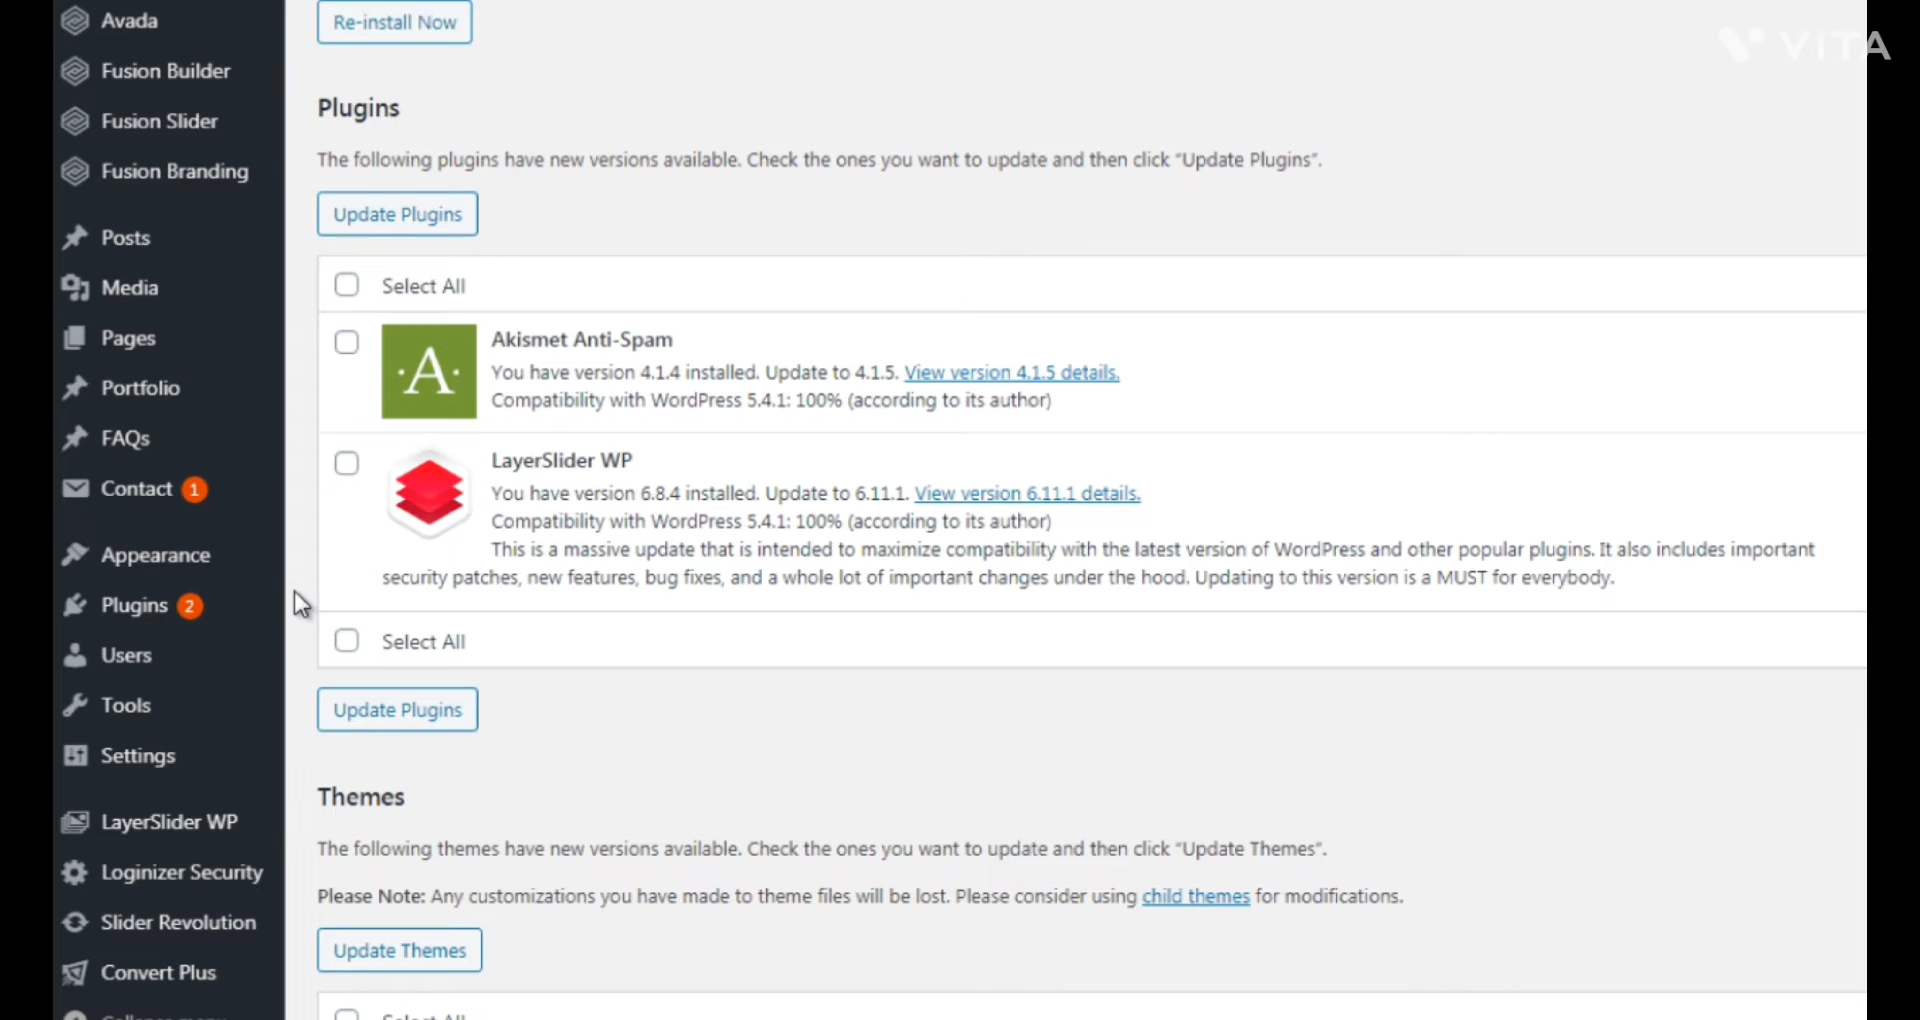 Avada
Re-install Now
VITA
Fusion Builder
Fusion Slider
Fusion Branding
Posts
Media
Pages
Portfolio
FAQs
Contact 1
Appearance
Plugins 2
Users
Tools
Settings
LayerSlider WP
Loginizer Security
Slider Revolution
Convert Plus
Collapse menu
Plugins
The following plugins have new versions available. Check the ones you want to update and then click “Update Plugins”.
Update Plugins
Select All
A
Akismet Anti-Spam
You have version 4.1.4 installed. Update to 4.1.5. View version 4.1.5 details.
Compatibility with WordPress 5.4.1: 100% (according to its author)
LayerSlider WP
You have version 6.8.4 installed. Update to 6.11.1. View version 6.11.1 details.
Compatibility with WordPress 5.4.1: 100% (according to its author)
This is a massive update that is intended to maximize compatibility with the latest version of WordPress and other popular plugins. It also includes important
security patches, new features, bug fixes, and a whole lot of important changes under the hood. Updating to this version is a MUST for everybody.
Select All
Update Plugins
Themes
The following themes have new versions available. Check the ones you want to update and then click “Update Themes”.
Please Note: Any customizations you have made to theme files will be lost. Please consider using child themes for modifications.
Update Themes
Select All